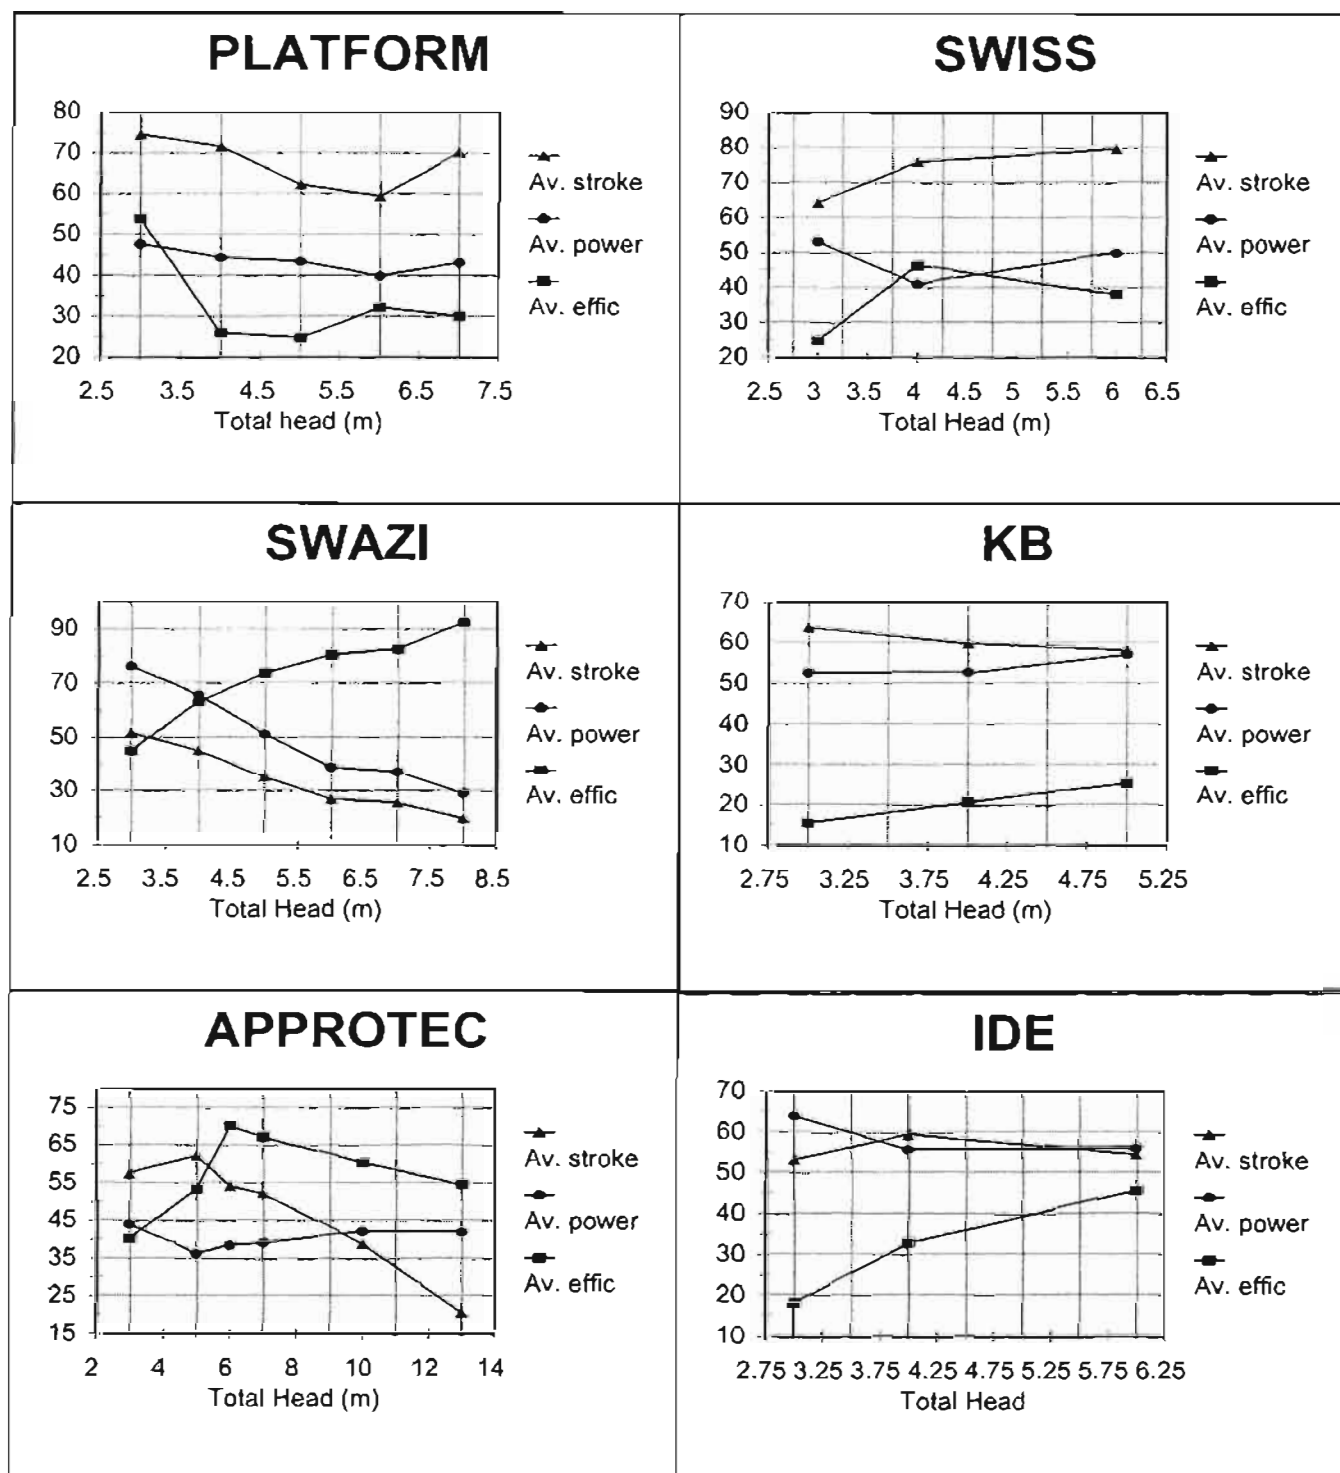 PLATFORM
80
70
60
50
40
30
20
2.5 3.5 4.5 5.5 6.5 7.5
Total head (m)
Av. stroke
Av. power
Av. effic
SWISS
90
80
70
60
50
40
30
20
2.5 3 3.5 4 4.5 5 5.5 6 6.5
Total Head (m)
Av. stroke
Av. power
Av. effic
SWAZI
90
70
50
30
10
2.5 3.5 4.5 5.5 6.5 7.5 8.5
Total Head (m)
Av. stroke
Av. power
Av. effic
KB
70
60
50
40
30
20
10
2.75 3.25 3.75 4.25 4.75 5.25
Total Head (m)
Av. stroke
Av. power
Av. effic
APPROTEC
75
65
55
45
35
25
15
2 4 6 8 10 12 14
Total Head (m)
Av. stroke
Av. power
Av. effic
IDE
70
60
50
40
30
20
10
2.75 3.25 3.75 4.25 4.75 5.25 5.75 6.25
Total Head
Av. stroke
Av. power
Av. effic